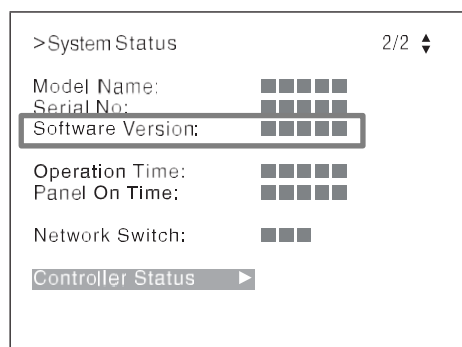 >System Status 2/2
Model Name: ■■■■■
Serial No: ■■■■■
Software Version: ■■■■■
Operation Time: ■■■■■
Panel On Time: ■■■■■
Network Switch: ■■■
Controller Status ▶